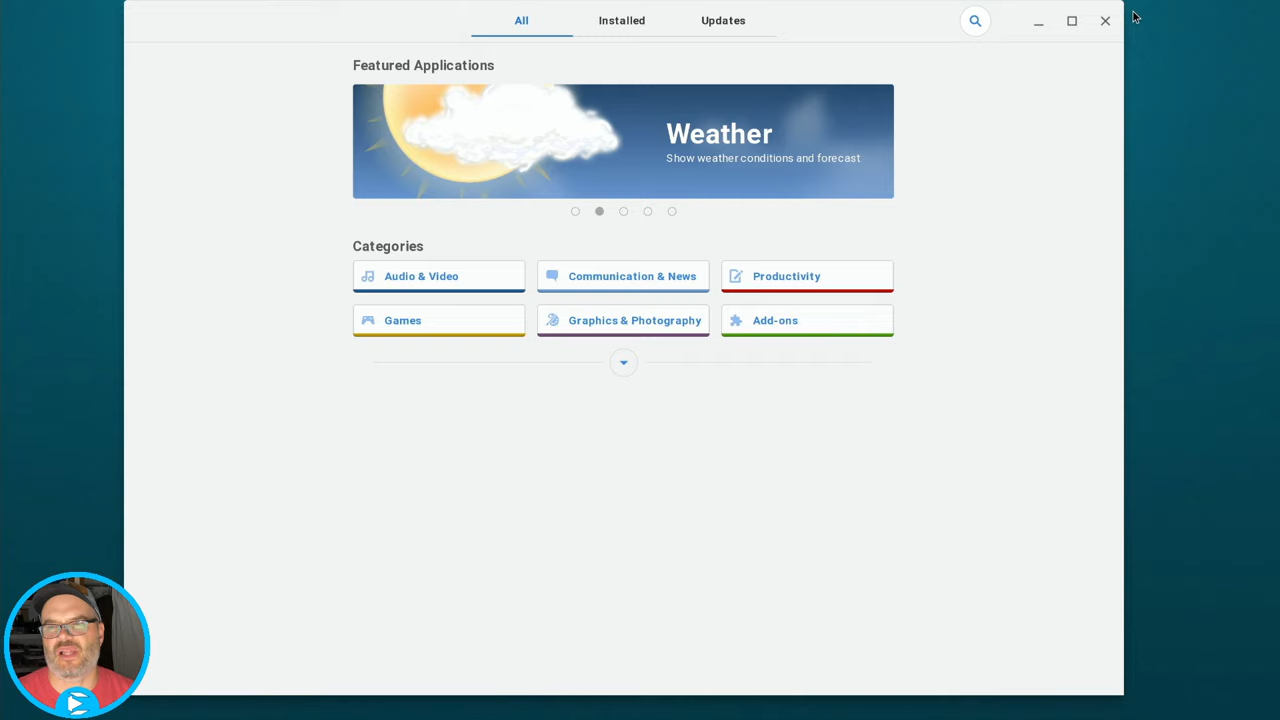 All
Installed
Updates
Featured Applications
Weather
Show weather conditions and forecast
Categories
Audio & Video
Communication & News
Productivity
Games
Graphics & Photography
Add-ons